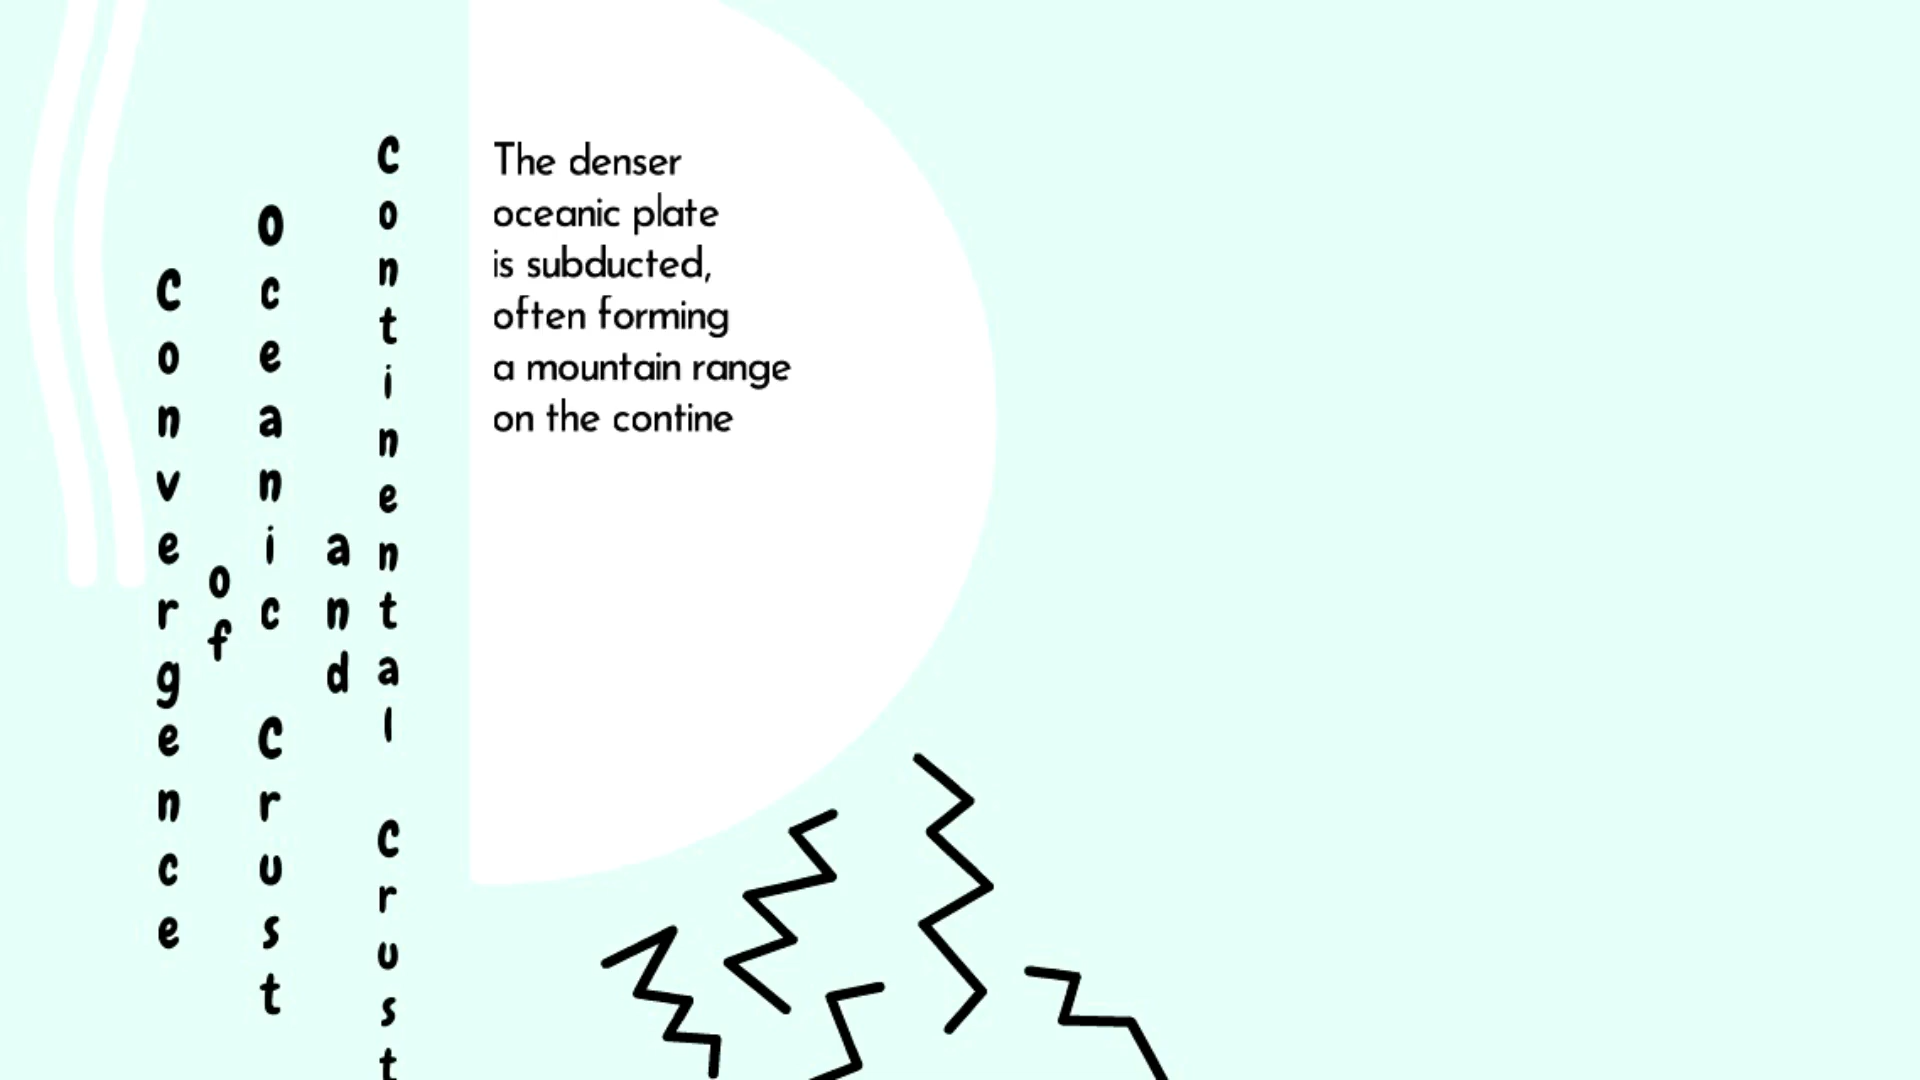 Convergence
of
Oceanic Crust
and
Continental Crust
The denser
oceanic plate
is subducted,
often forming
a mountain range
on the contine